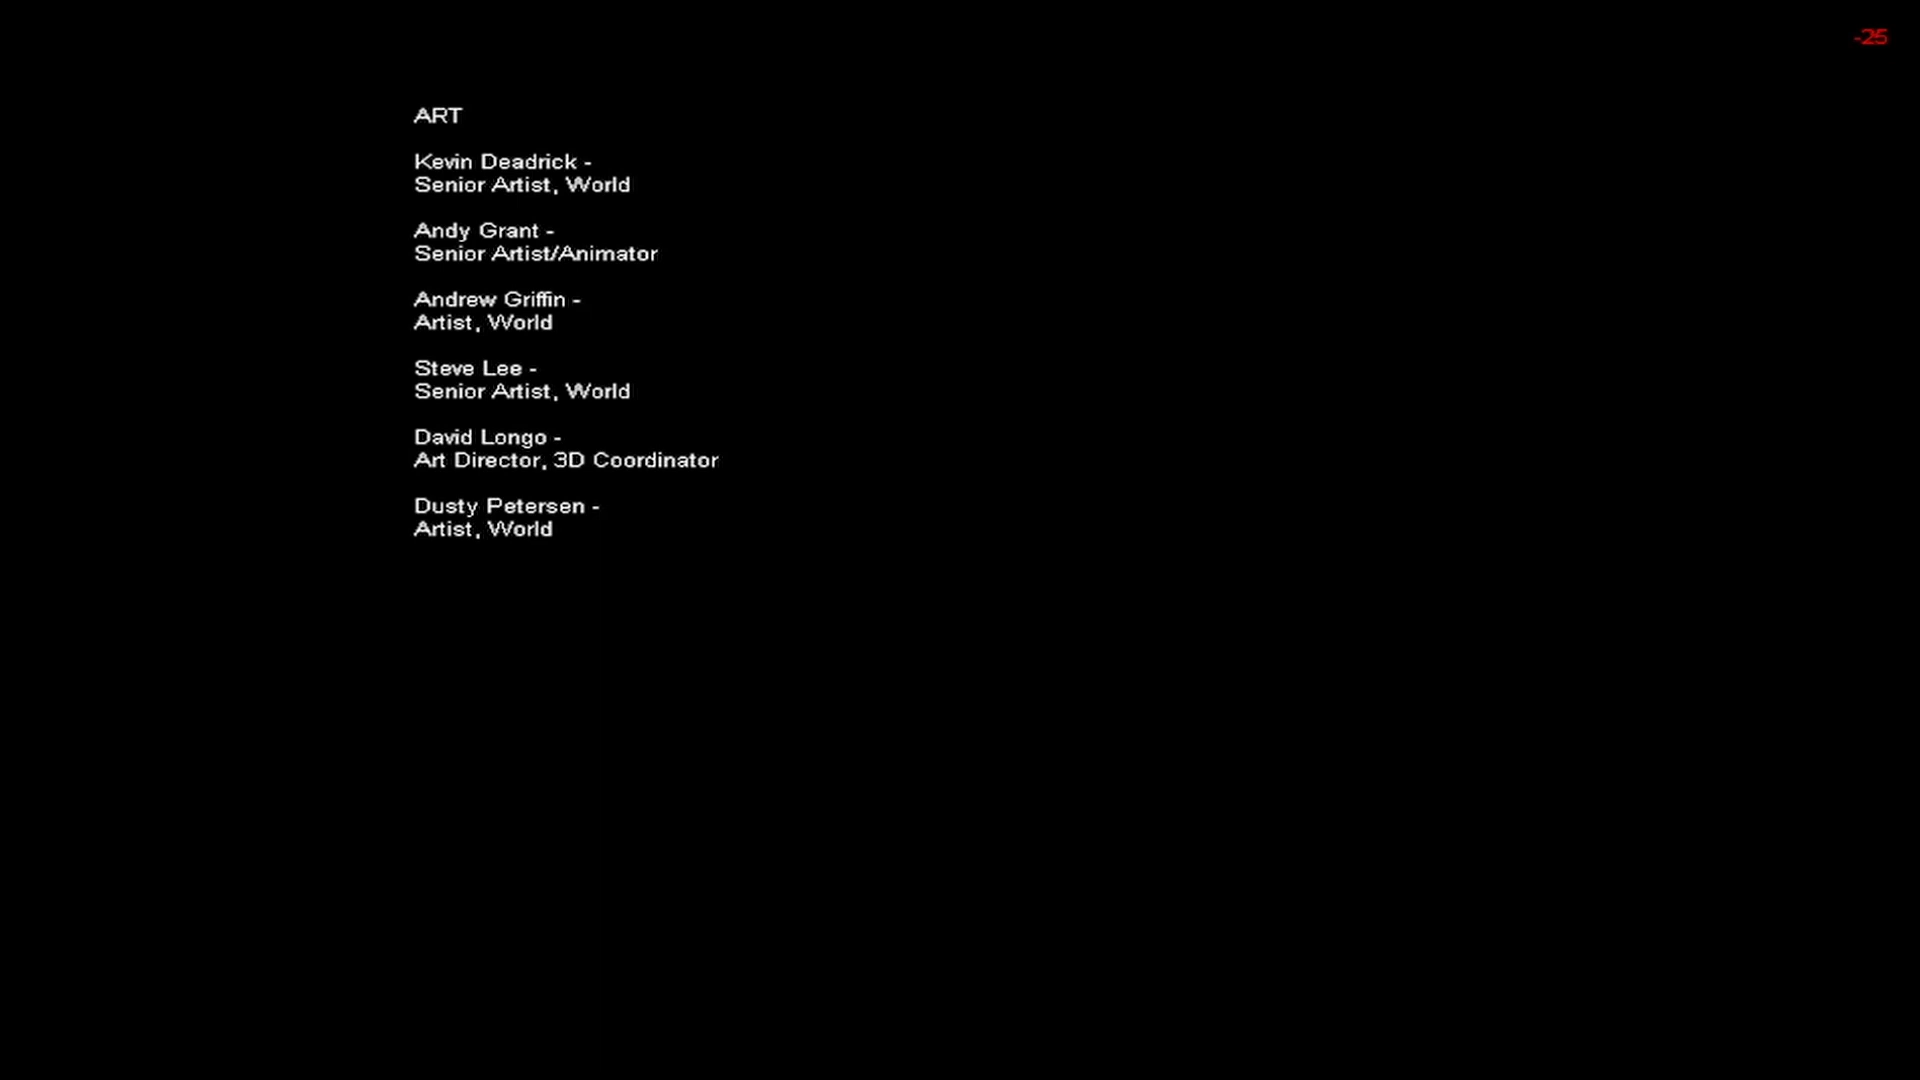 -25
ART
Kevin Deadrick -
Senior Artist, World
Andy Grant -
Senior Artist/Animator
Andrew Griffin -
Artist, World
Steve Lee -
Senior Artist, World
David Longo -
Art Director, 3D Coordinator
Dusty Petersen -
Artist, World